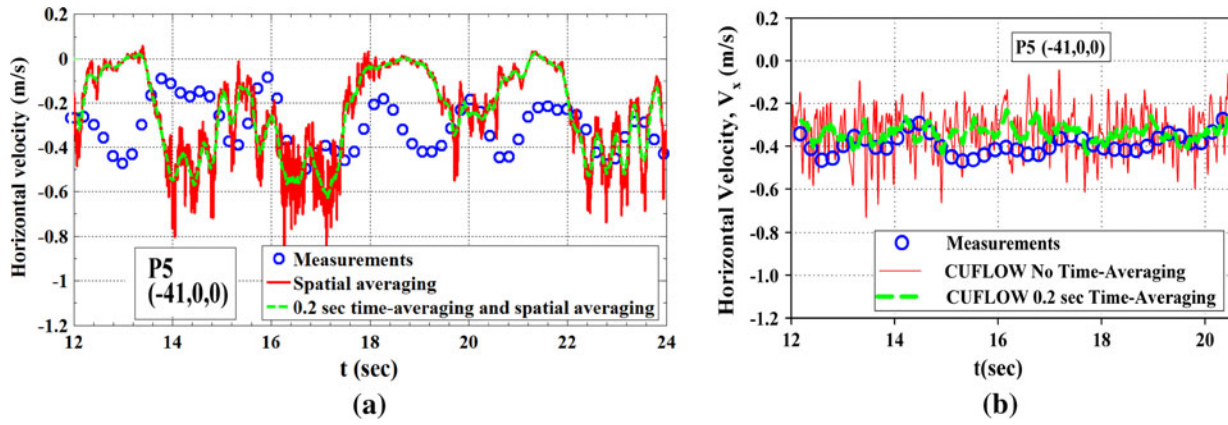 0.2
0
-0.2
-0.4
-0.6
-0.8
-1
-1.2
Horizontal velocity (m/s)
P5
(-41,0,0)
Measurements
Spatial averaging
0.2 sec time-averaging and spatial averaging
12 14 16 18 20 22 24
t (sec)
(a)
0.2
0.0
-0.2
-0.4
-0.6
-0.8
-1.0
-1.2
Horizontal Velocity, V_x (m/s)
P5 (-41,0,0)
Measurements
CUFLOW No Time-Averaging
CUFLOW 0.2 sec Time-Averaging
12 14 16 18 20
t(sec)
(b)